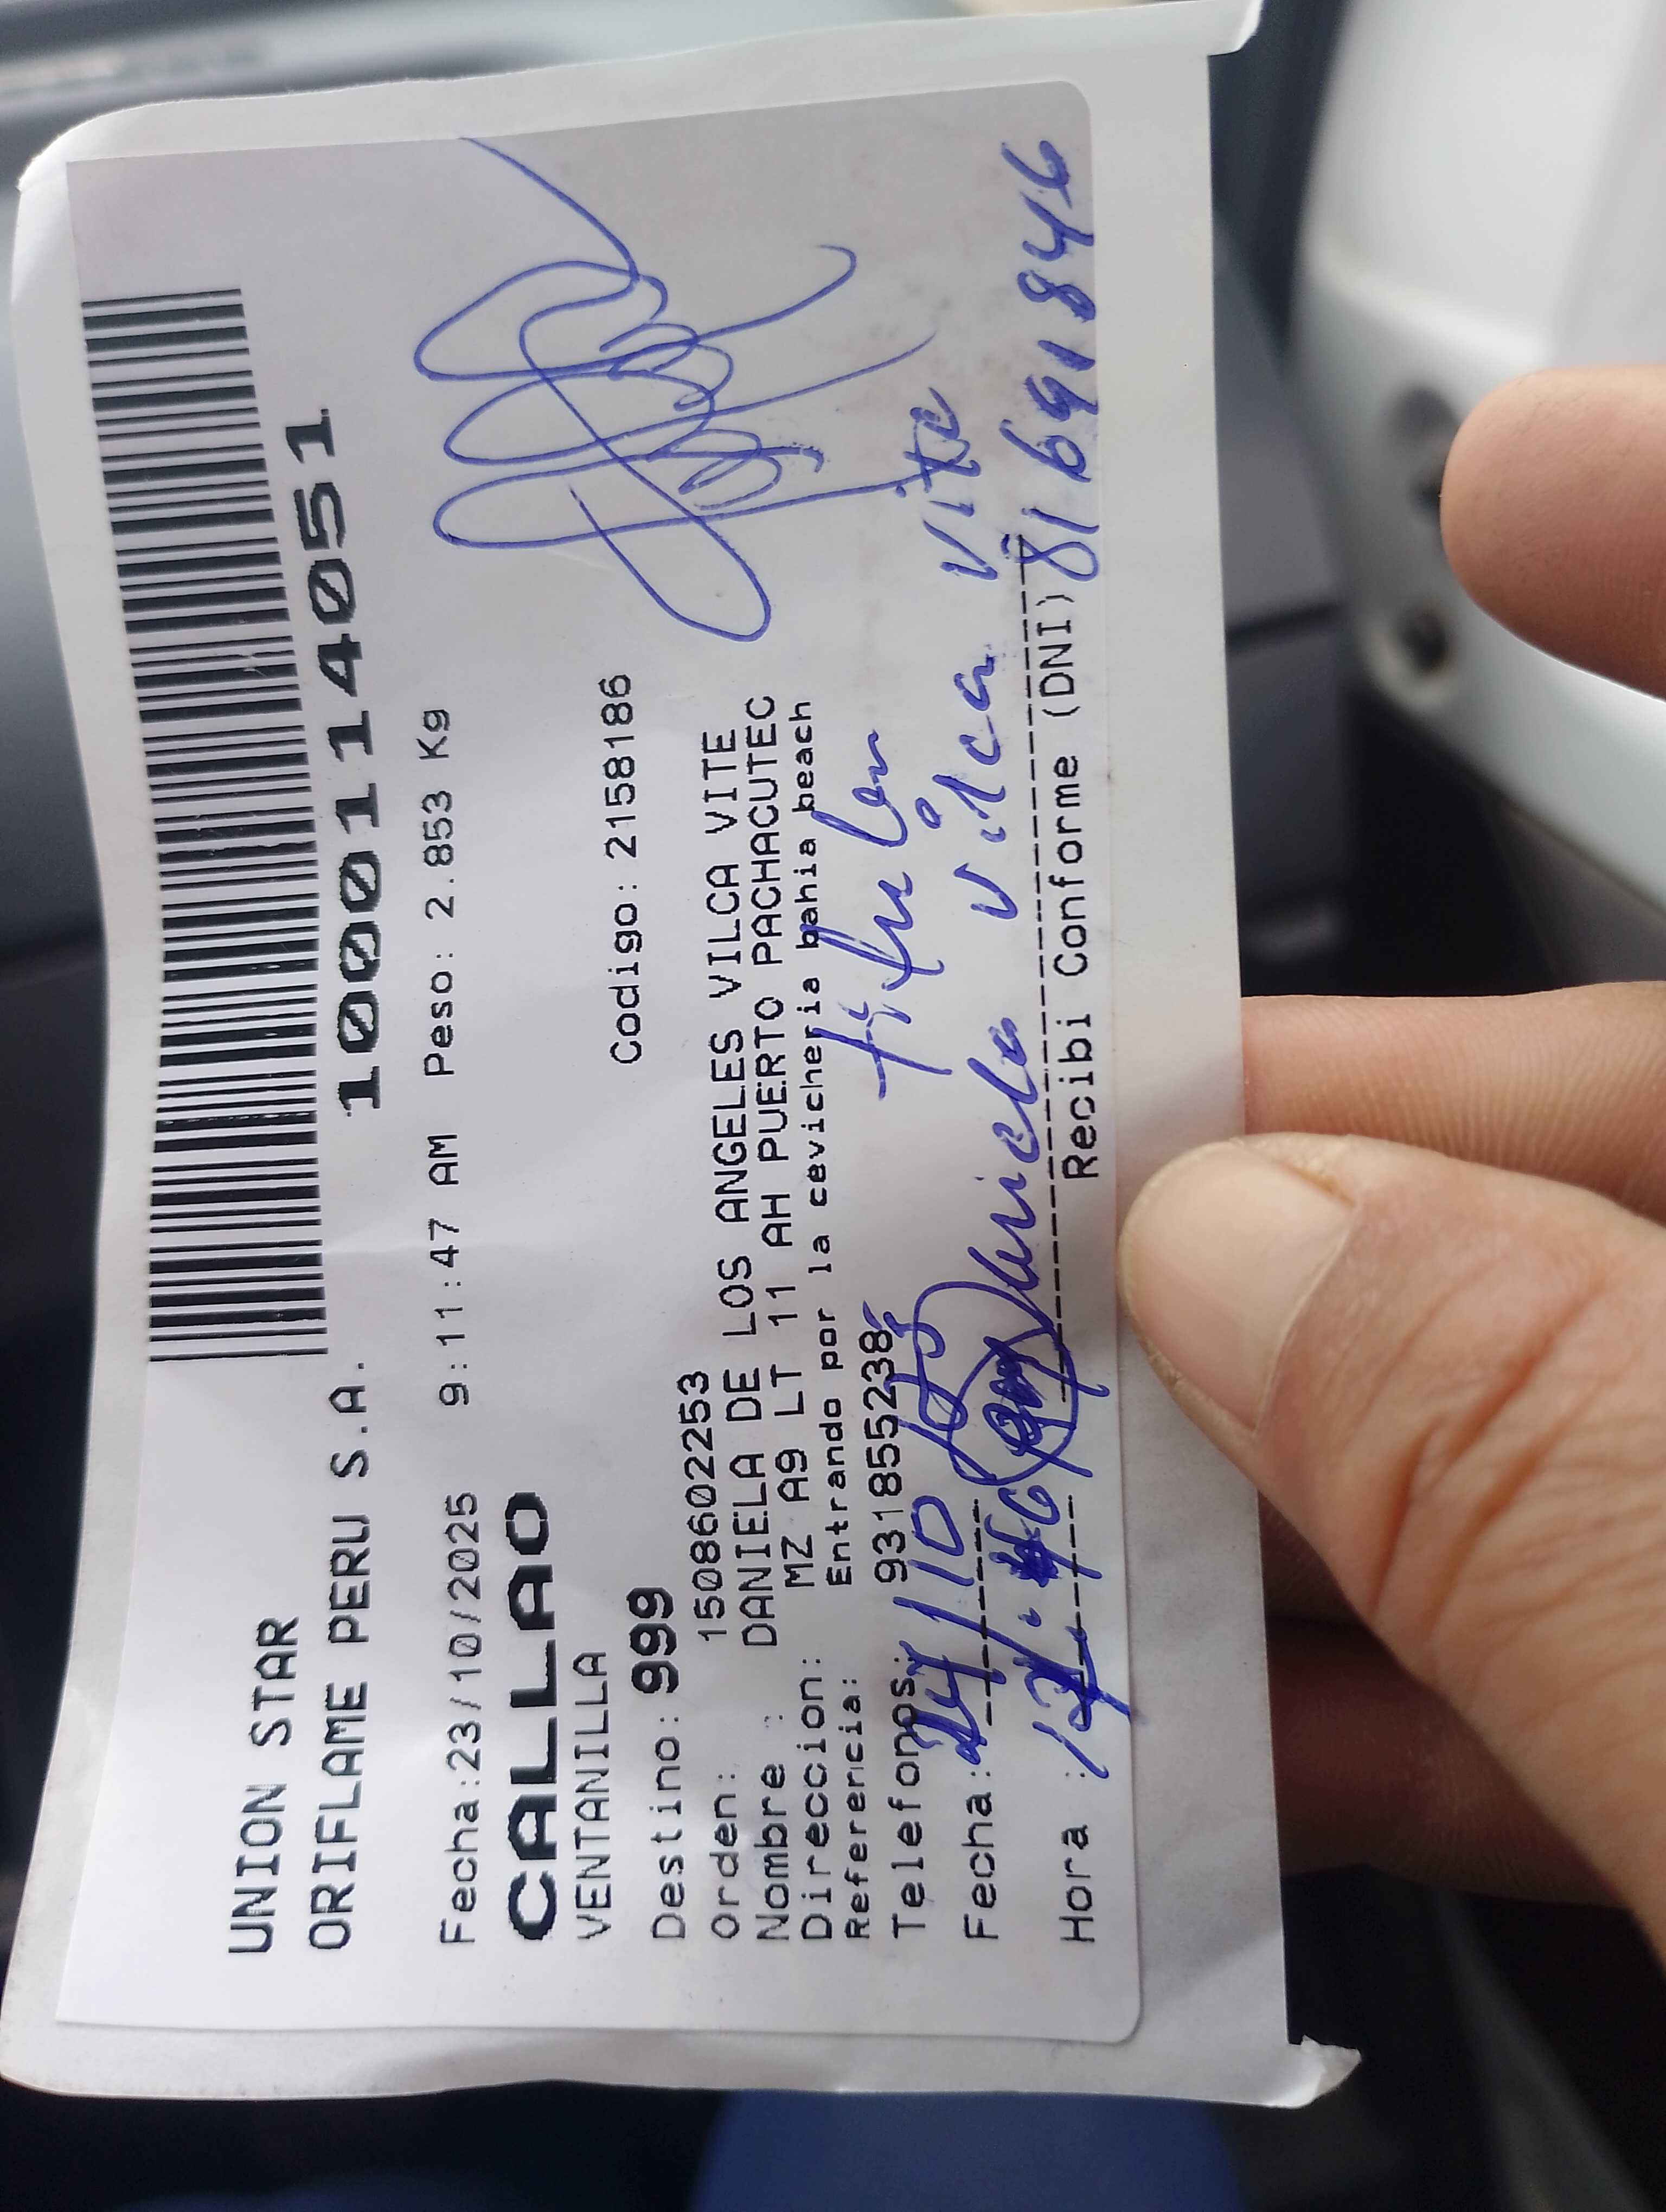 UNION STAR
ORIFLAME PERU S.A.
10001114051
Fecha:23/10/2025 9:11:47 AM Peso: 2.853 Kg
CALLAO
VENTANILLA
Destino: 999 Codigo: 2158186
Orden: 1508602253
Nombre : DANIELA DE LOS ANGELES VILCA VITE
Direccion: MZ A9 LT 11 AH PUERTO PACHACUTEC
Referencia: Entrando por la cevicheria bahia beach
Telefonos: 931855238
titular
Fecha: 24/10/25 Daniela Vilca Vite
Hora :
Recibi Conforme (DNI) 81691846